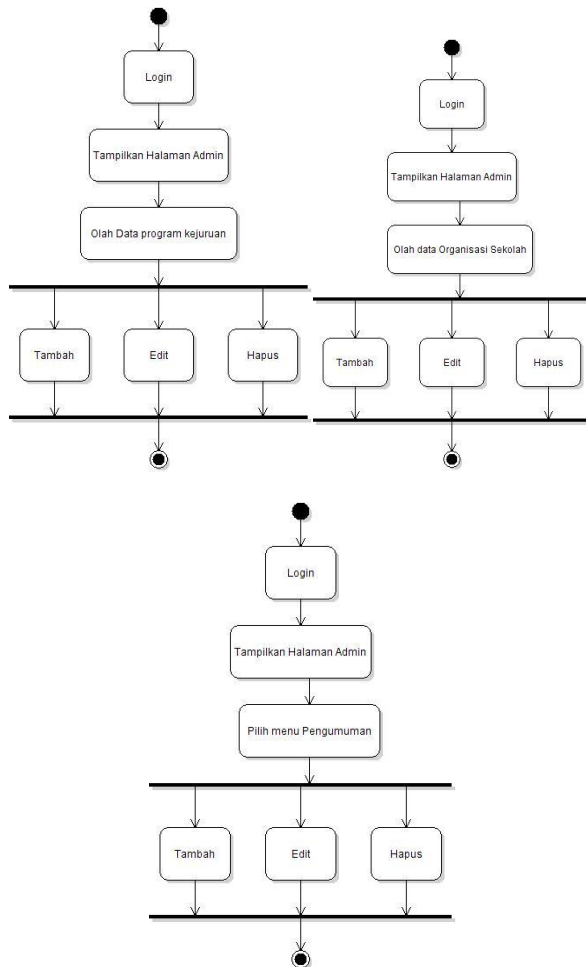 Login
Tampilkan Halaman Admin
Olah Data program kejuruan
Tambah
Edit
Hapus
Login
Tampilkan Halaman Admin
Olah data Organisasi Sekolah
Tambah
Edit
Hapus
Login
Tampilkan Halaman Admin
Pilih menu Pengumuman
Tambah
Edit
Hapus